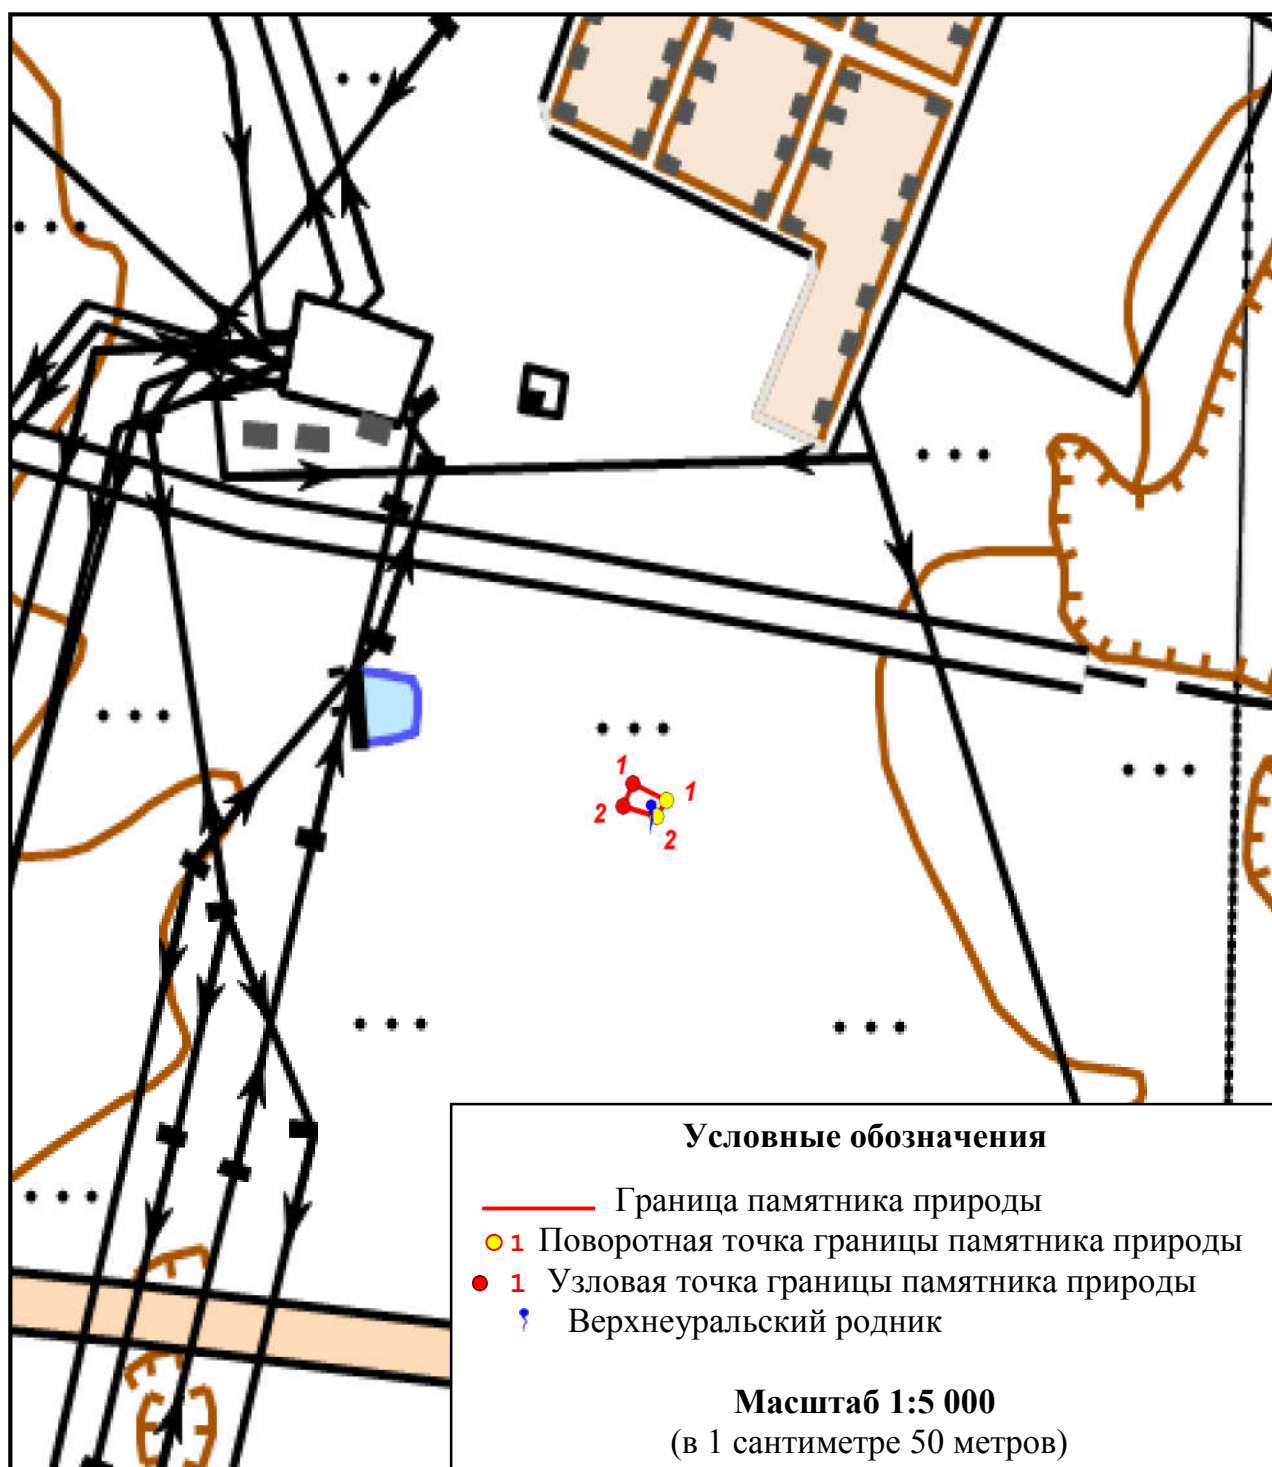 1
1
2
2
Условные обозначения
Граница памятника природы
1 Поворотная точка границы памятника природы
1 Узловая точка границы памятника природы
Верхнеуральский родник
Масштаб 1:5 000
(в 1 сантиметре 50 метров)